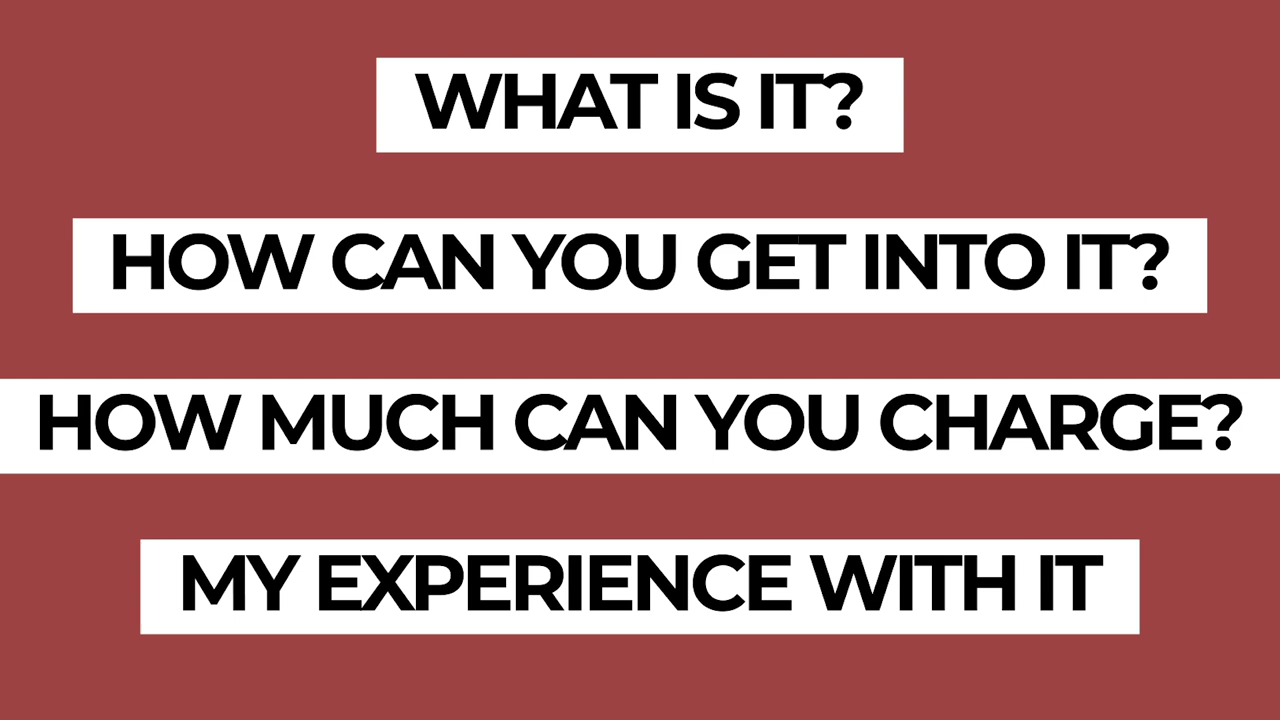 WHAT IS IT?
HOW CAN YOU GET INTO IT?
HOW MUCH CAN YOU CHARGE?
MY EXPERIENCE WITH IT